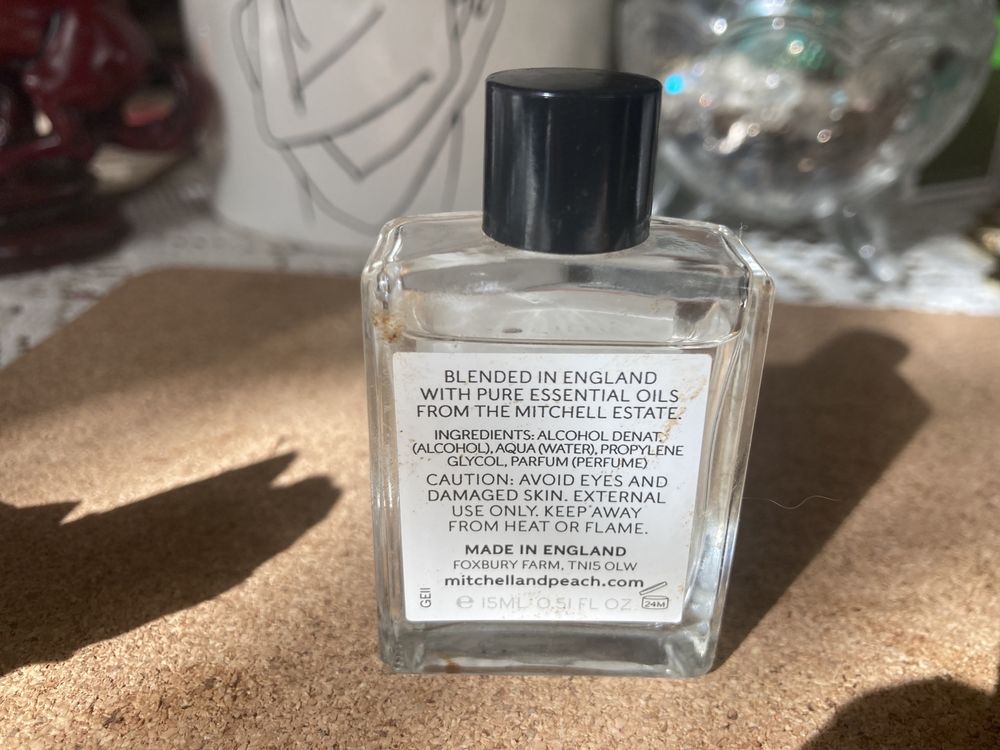 BLENDED IN ENGLAND
WITH PURE ESSENTIAL OILS
FROM THE MITCHELL ESTATE.
INGREDIENTS: ALCOHOL DENAT.
(ALCOHOL), AQUA (WATER), PROPYLENE
GLYCOL, PARFUM (PERFUME)
CAUTION: AVOID EYES AND
DAMAGED SKIN. EXTERNAL
USE ONLY. KEEP AWAY
FROM HEAT OR FLAME.
MADE IN ENGLAND
FOXBURY FARM, TN15 0LW
mitchellandpeach.com
GE11
℮ 15ML 0.51 FL OZ
24M